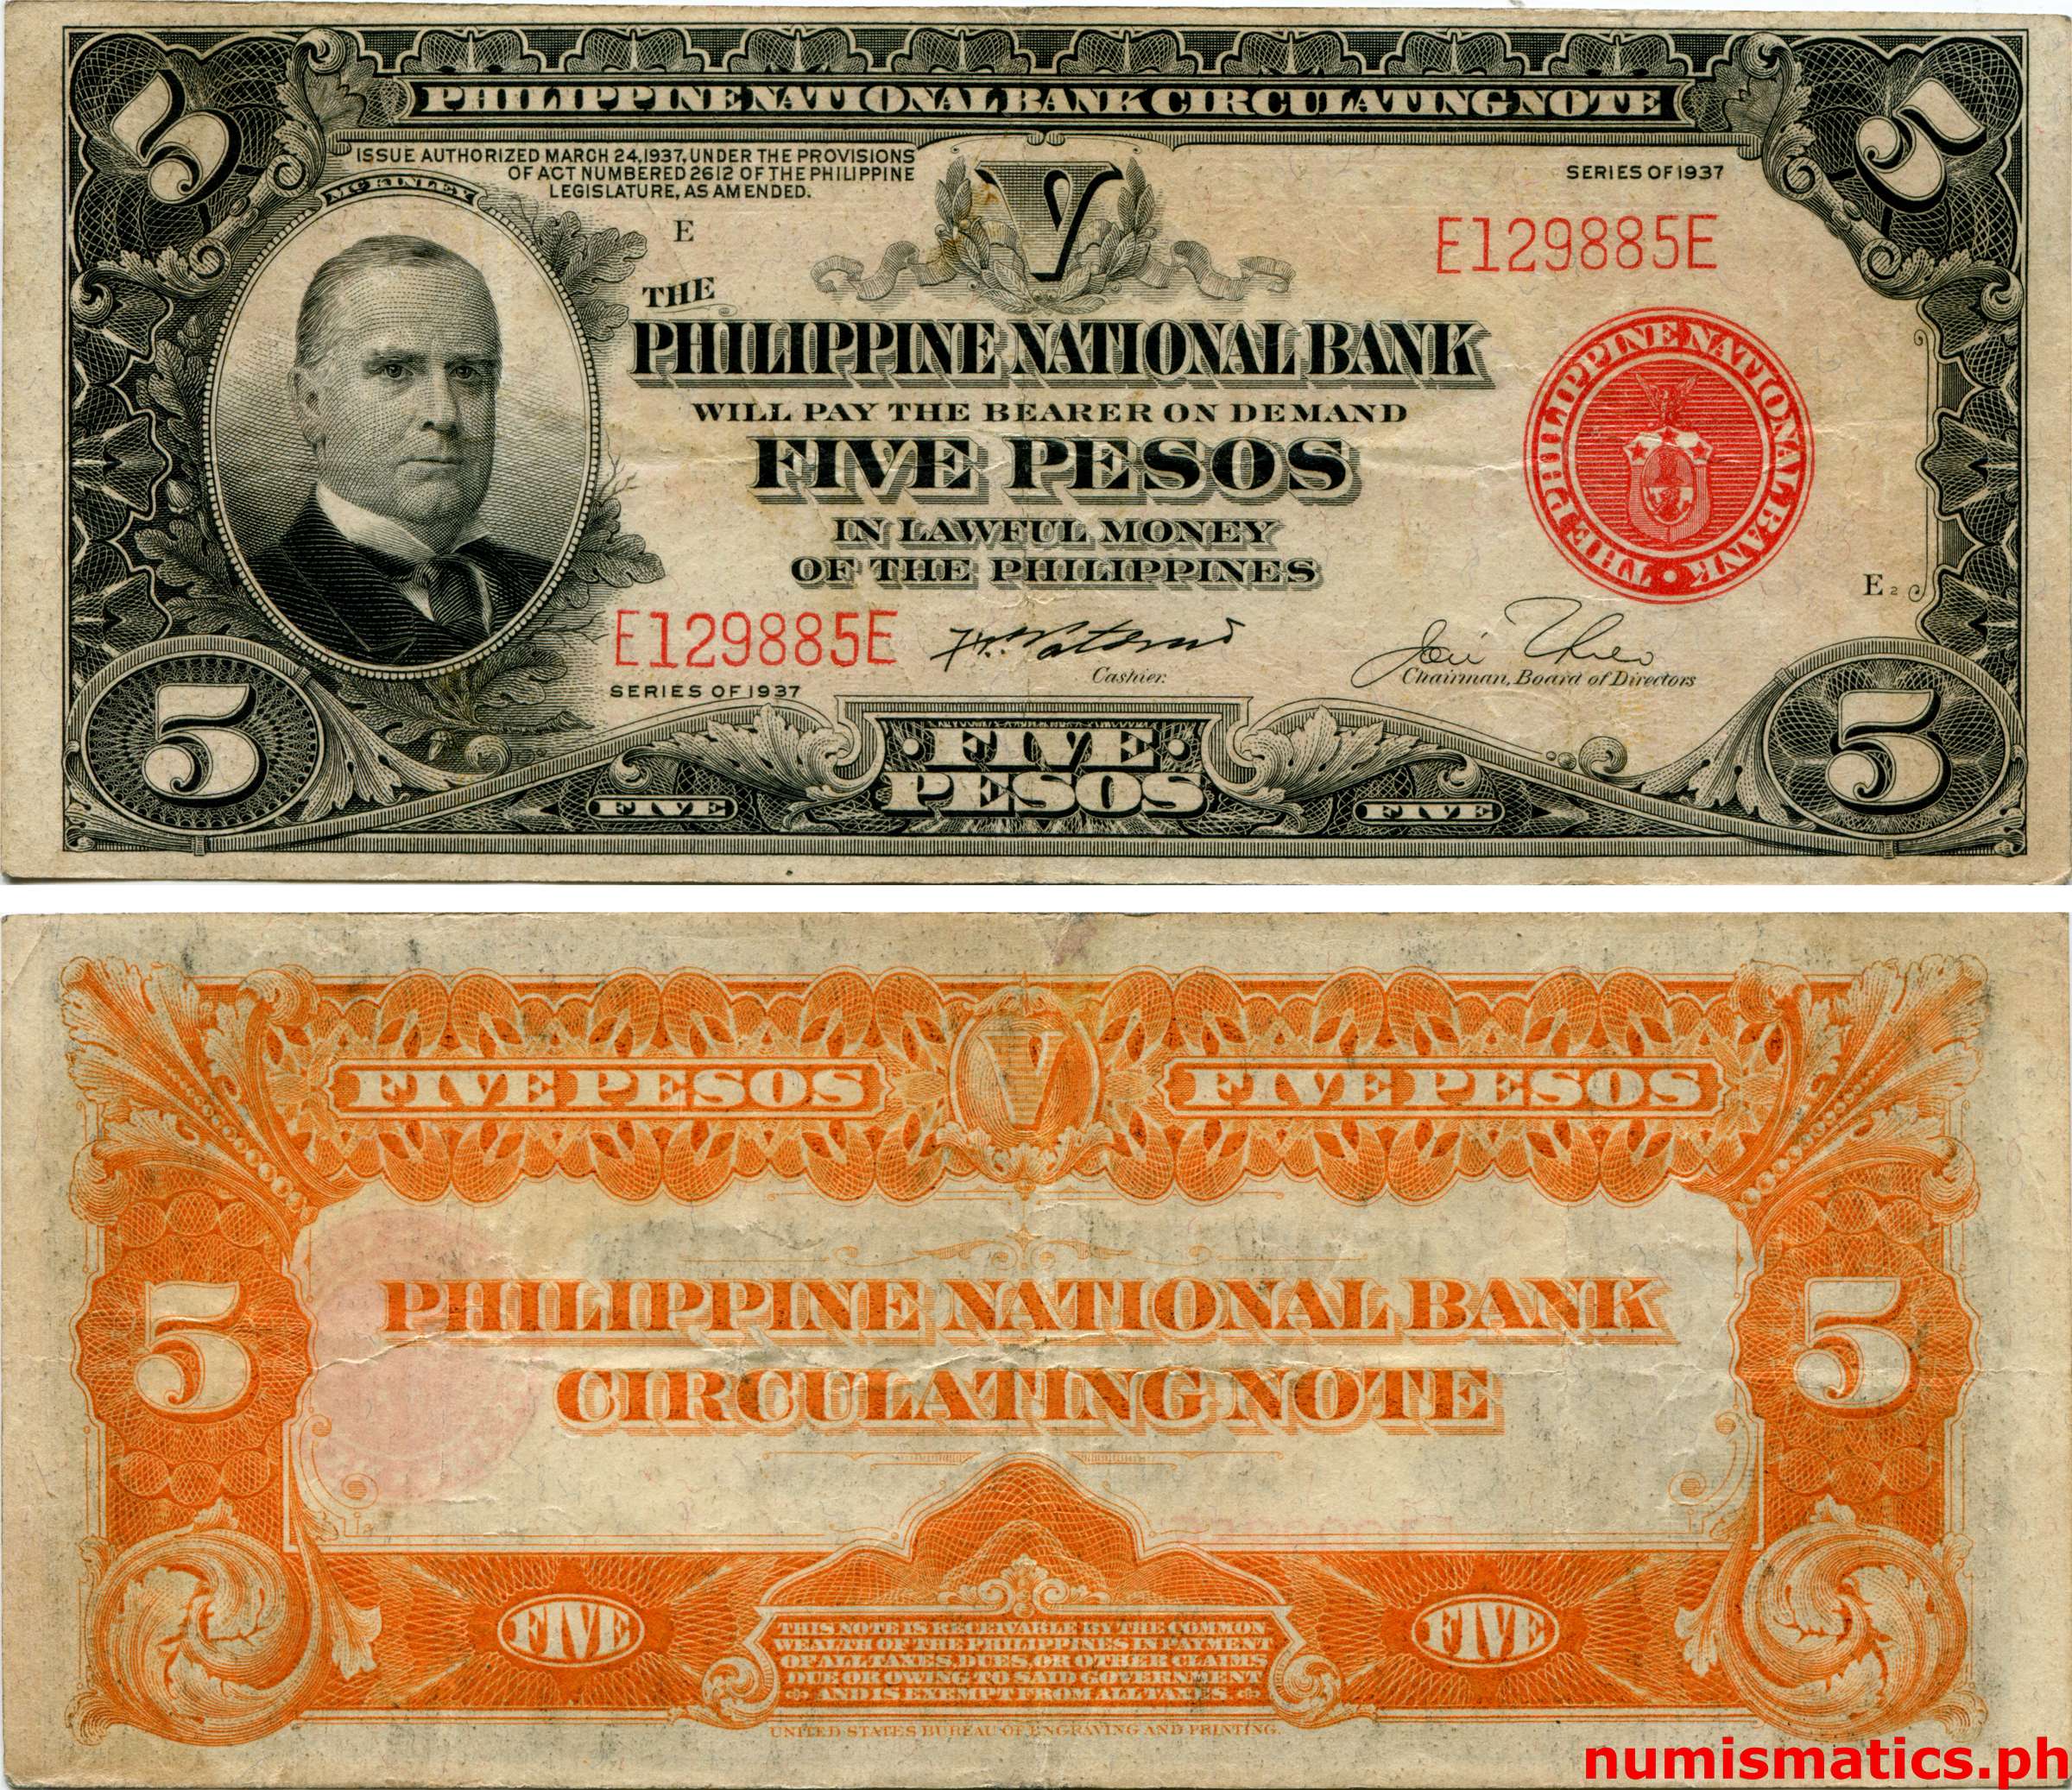 5
PHILIPPINE NATIONAL BANK CIRCULATING NOTE
5
ISSUE AUTHORIZED MARCH 24, 1937, UNDER THE PROVISIONS
OF ACT NUMBERED 2612 OF THE PHILIPPINE
LEGISLATURE, AS AMENDED.
SERIES OF 1937
MCKINLEY
V
E
E129885E
THE
PHILIPPINE NATIONAL BANK
WILL PAY THE BEARER ON DEMAND
FIVE PESOS
IN LAWFUL MONEY
OF THE PHILIPPINES
THE PHILIPPINE NATIONAL BANK
E2
E129885E
SERIES OF 1937
Cashier.
Chairman, Board of Directors
5
FIVE
FIVE
PESOS
FIVE
5
FIVE PESOS
V
FIVE PESOS
5
PHILIPPINE NATIONAL BANK
CIRCULATING NOTE
5
FIVE
FIVE
THIS NOTE IS RECEIVABLE BY THE COMMON
WEALTH OF THE PHILIPPINES IN PAYMENT
OF ALL TAXES, DUES, OR OTHER CLAIMS
DUE OR OWING TO SAID GOVERNMENT
AND IS EXEMPT FROM ALL TAXES
UNITED STATES BUREAU OF ENGRAVING AND PRINTING.
numismatics.ph